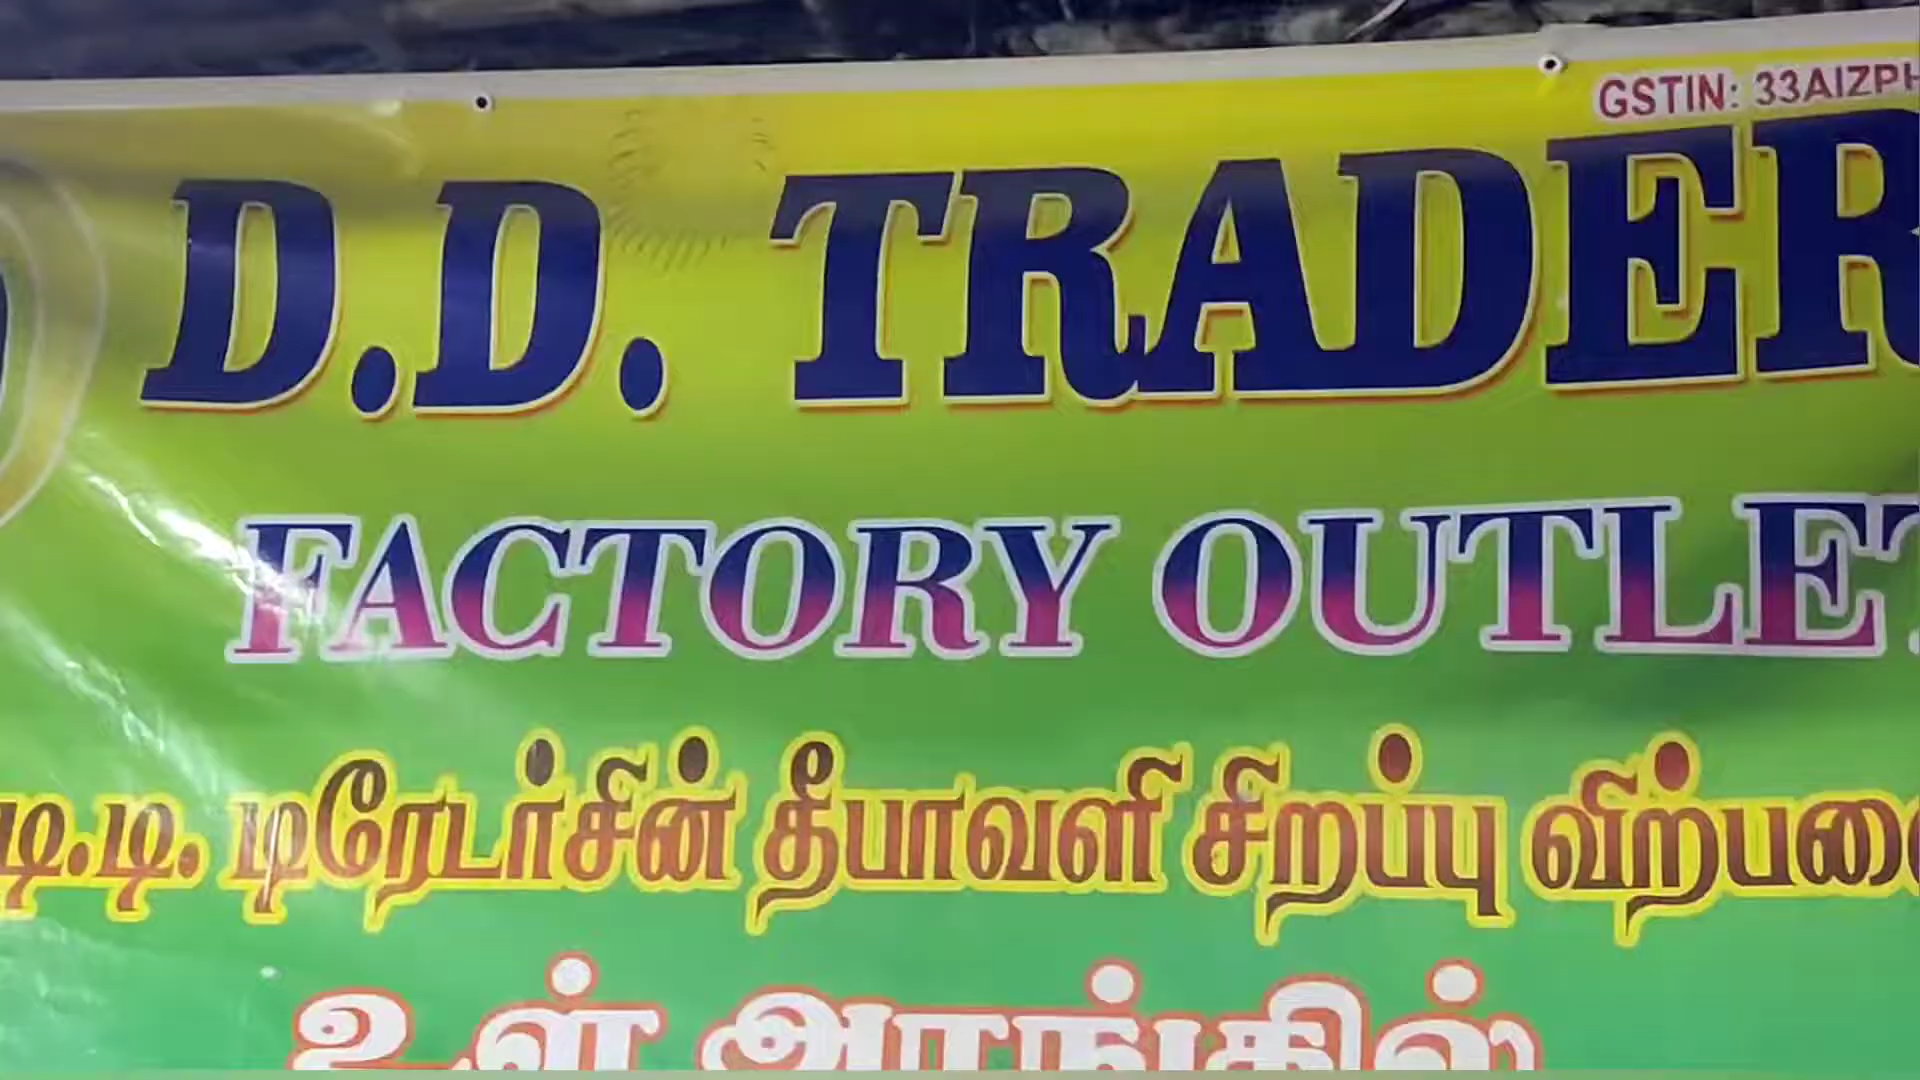 GSTIN: 33AIZPH
D.D. TRADER
FACTORY OUTLET
டி.டி. டிரேடர்சின் தீபாவளி சிறப்பு விற்பனை
உள் அரங்கில்